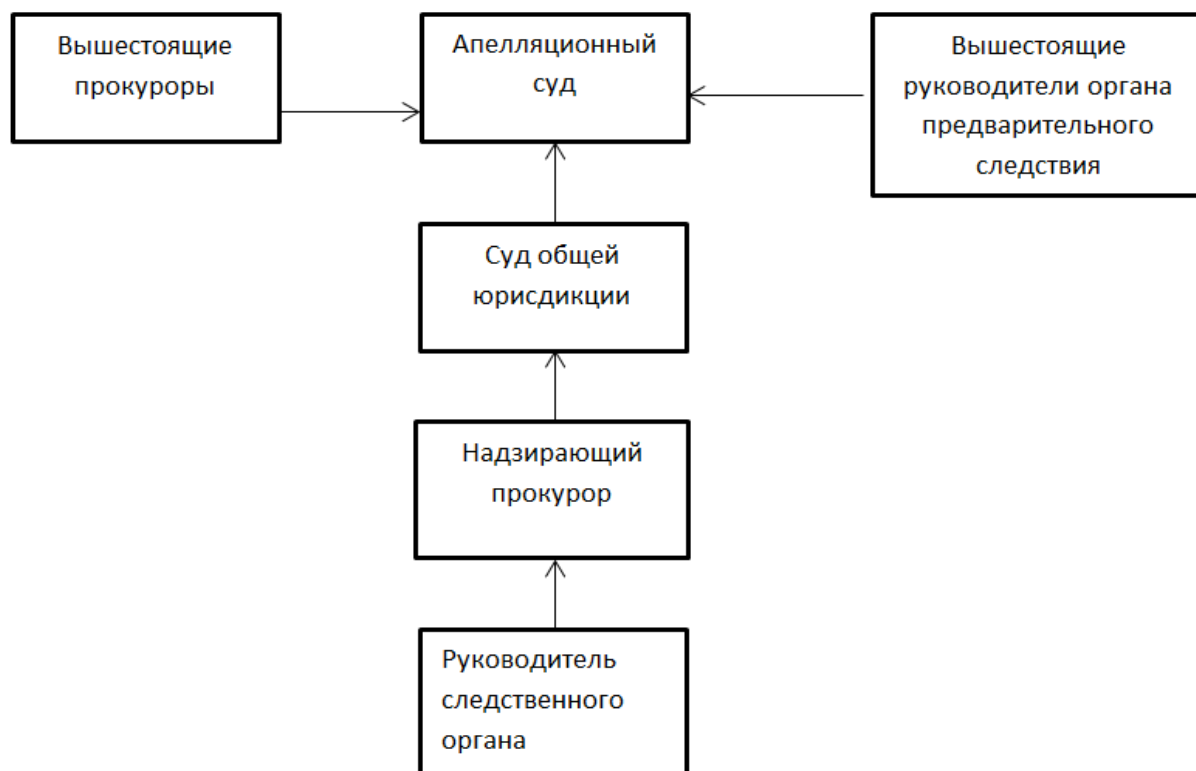 Вышестоящие
прокуроры
Апелляционный
суд
Вышестоящие
руководители органа
предварительного
следствия
Суд общей
юрисдикции
Надзирающий
прокурор
Руководитель
следственного
органа